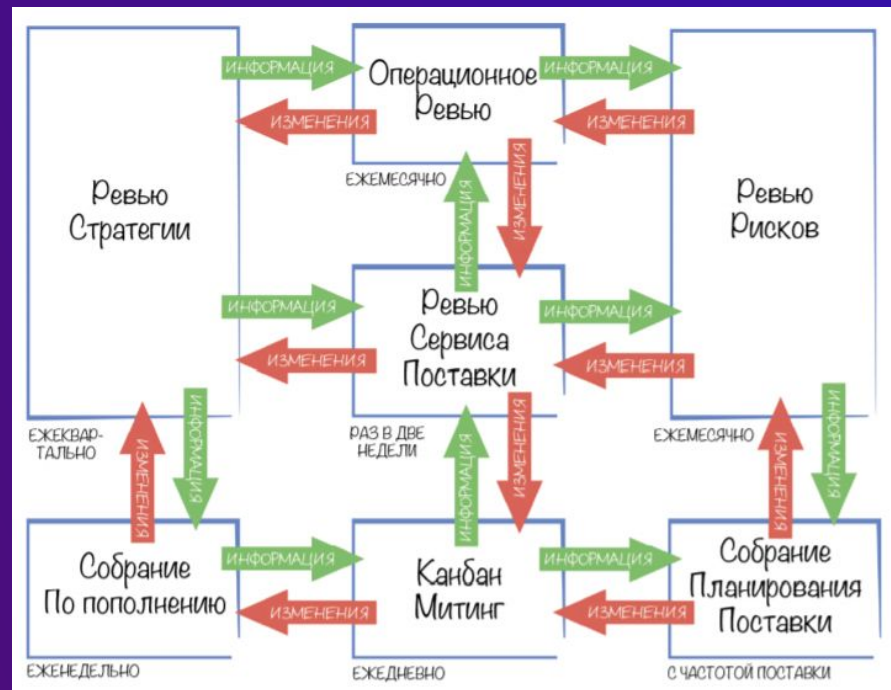 ИНФОРМАЦИЯ
Операционное
Ревью
ИНФОРМАЦИЯ
ИЗМЕНЕНИЯ
ИЗМЕНЕНИЯ
ЕЖЕМЕСЯЧНО
Ревью
Стратегии
ИНФОРМАЦИЯ
ИЗМЕНЕНИЯ
Ревью
Рисков
ИНФОРМАЦИЯ
Ревью
Сервиса
Поставки
ИНФОРМАЦИЯ
ИЗМЕНЕНИЯ
ИЗМЕНЕНИЯ
ЕЖЕКВАР-
ТАЛЬНО
РАЗ В ДВЕ
НЕДЕЛИ
ЕЖЕМЕСЯЧНО
ИЗМЕНЕНИЯ
ИНФОРМАЦИЯ
ИНФОРМАЦИЯ
ИЗМЕНЕНИЯ
ИЗМЕНЕНИЯ
ИНФОРМАЦИЯ
Собрание
По пополнению
ИНФОРМАЦИЯ
ИЗМЕНЕНИЯ
Канбан
Митинг
ИНФОРМАЦИЯ
ИЗМЕНЕНИЯ
Собрание
Планирования
Поставки
ЕЖЕНЕДЕЛЬНО
ЕЖЕДНЕВНО
С ЧАСТОТОЙ ПОСТАВКИ